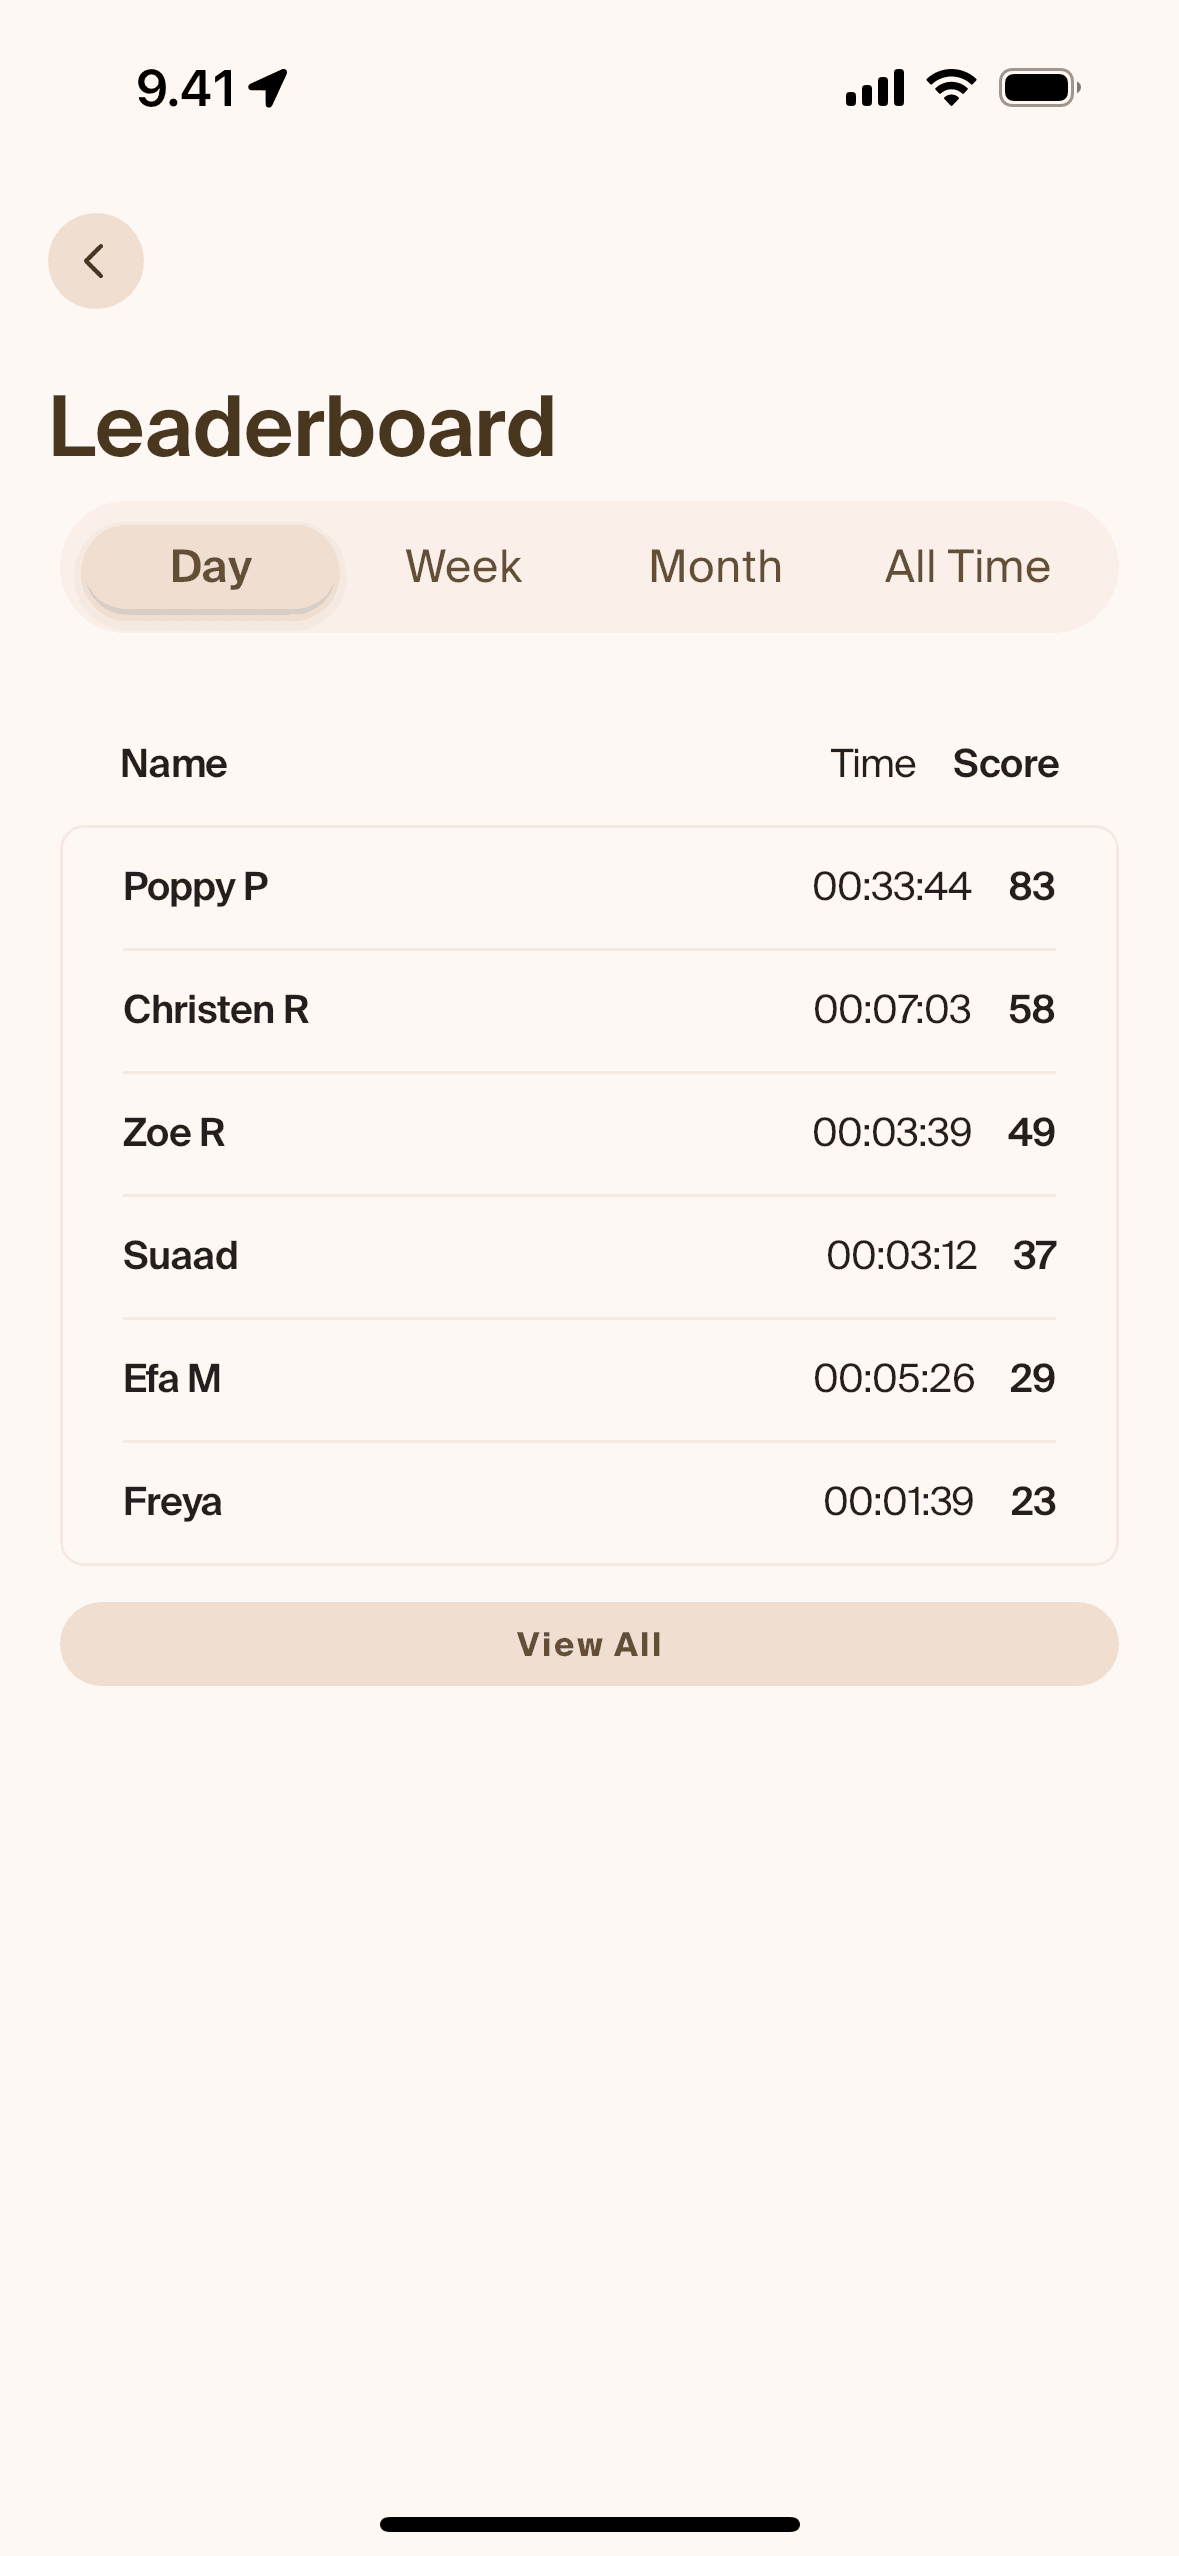 9.41
Leaderboard
Day Week Month All Time
Name Time Score
Poppy P 00:33:44 83
Christen R 00:07:03 58
Zoe R 00:03:39 49
Suaad 00:03:12 37
Efa M 00:05:26 29
Freya 00:01:39 23
View All